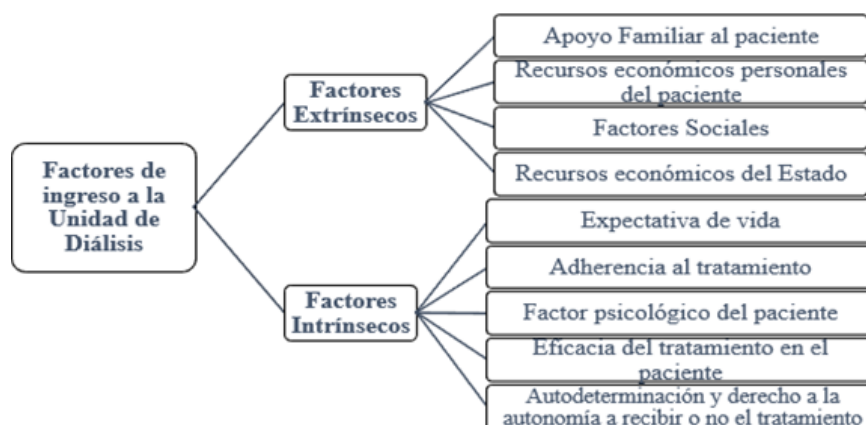 Factores de
ingreso a la
Unidad de
Diálisis
Factores
Extrínsecos
Apoyo Familiar al paciente
Recursos económicos personales
del paciente
Factores Sociales
Recursos económicos del Estado
Factores
Intrínsecos
Expectativa de vida
Adherencia al tratamiento
Factor psicológico del paciente
Eficacia del tratamiento en el
paciente
Autodeterminación y derecho a la
autonomía a recibir o no el tratamiento